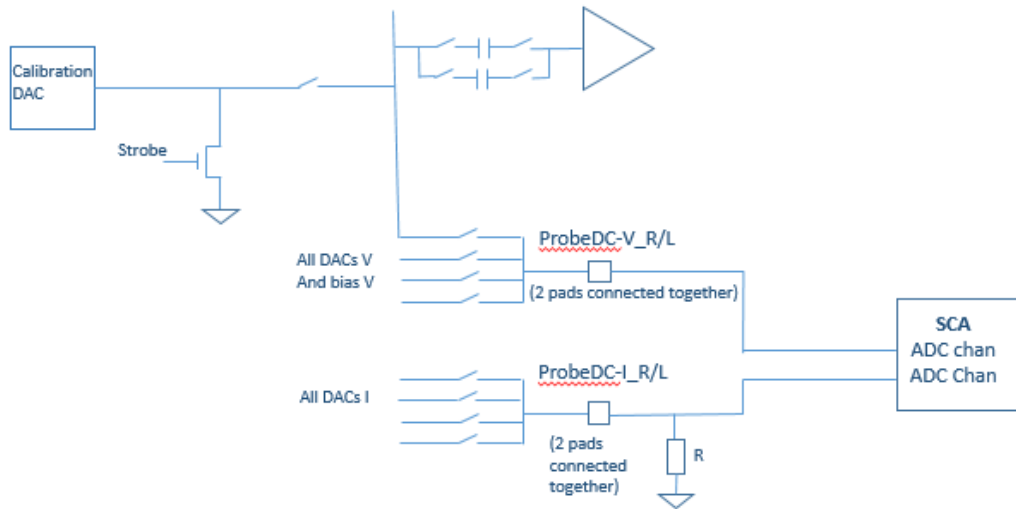 Calibration
DAC
Strobe
All DACs V
And bias V
ProbeDC-V_R/L
(2 pads connected together)
SCA
ADC chan
ADC Chan
All DACs I
ProbeDC-I_R/L
(2 pads
connected
together)
R